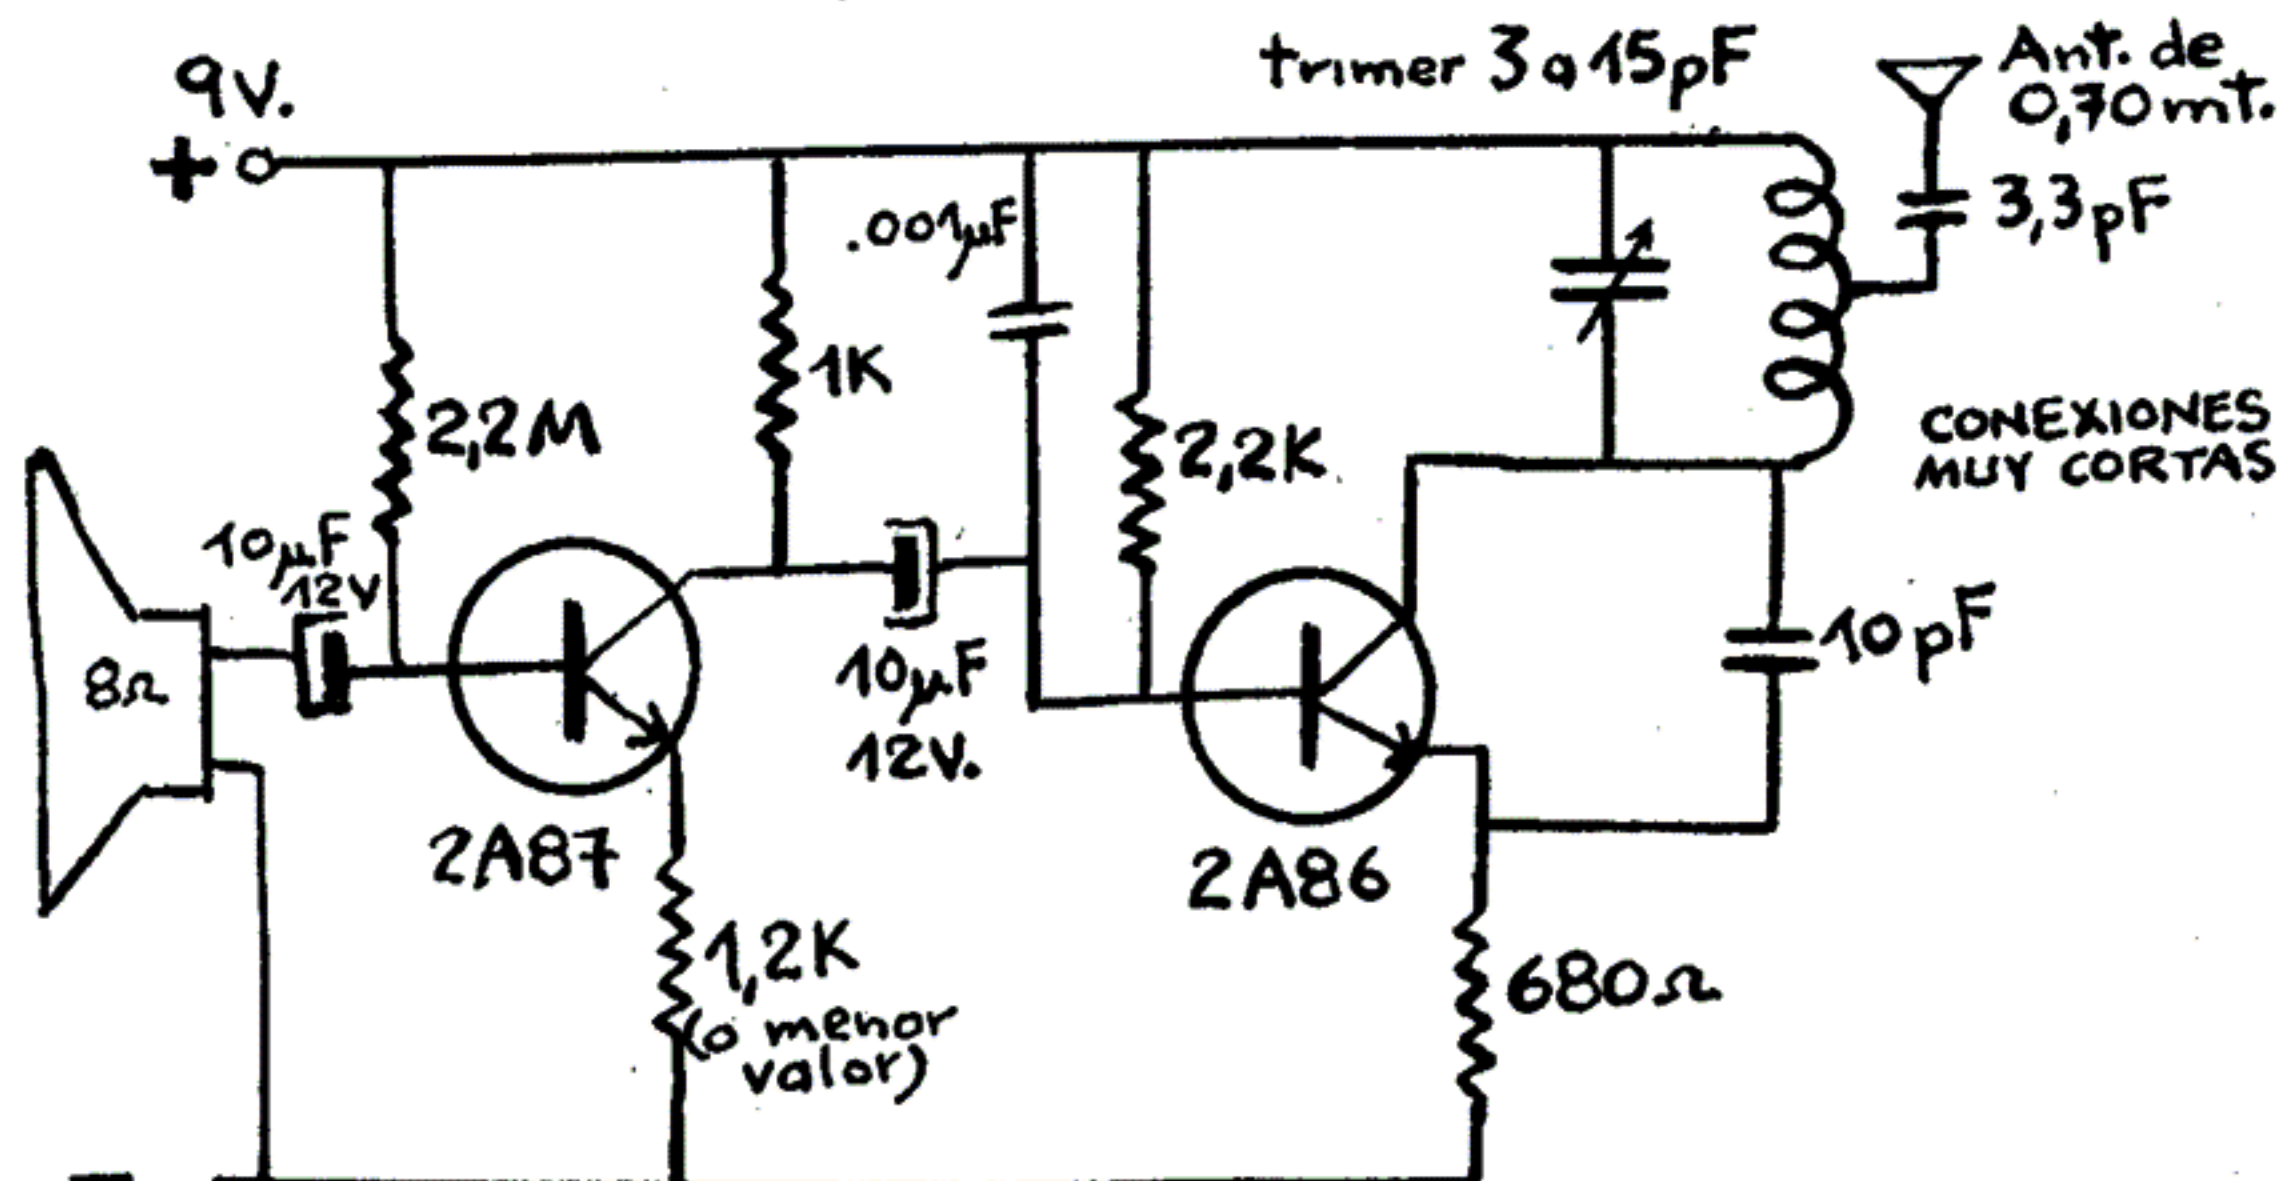 9V.
+
trimer 3 a 15pF
Ant. de
0,70 mt.
3,3pF
.001µF
1K
2,2M
2,2K
CONEXIONES
MUY CORTAS
10µF
12V
8Ω
10µF
12V.
10pF
2A87
2A86
1,2K
(o menor
valor)
680Ω